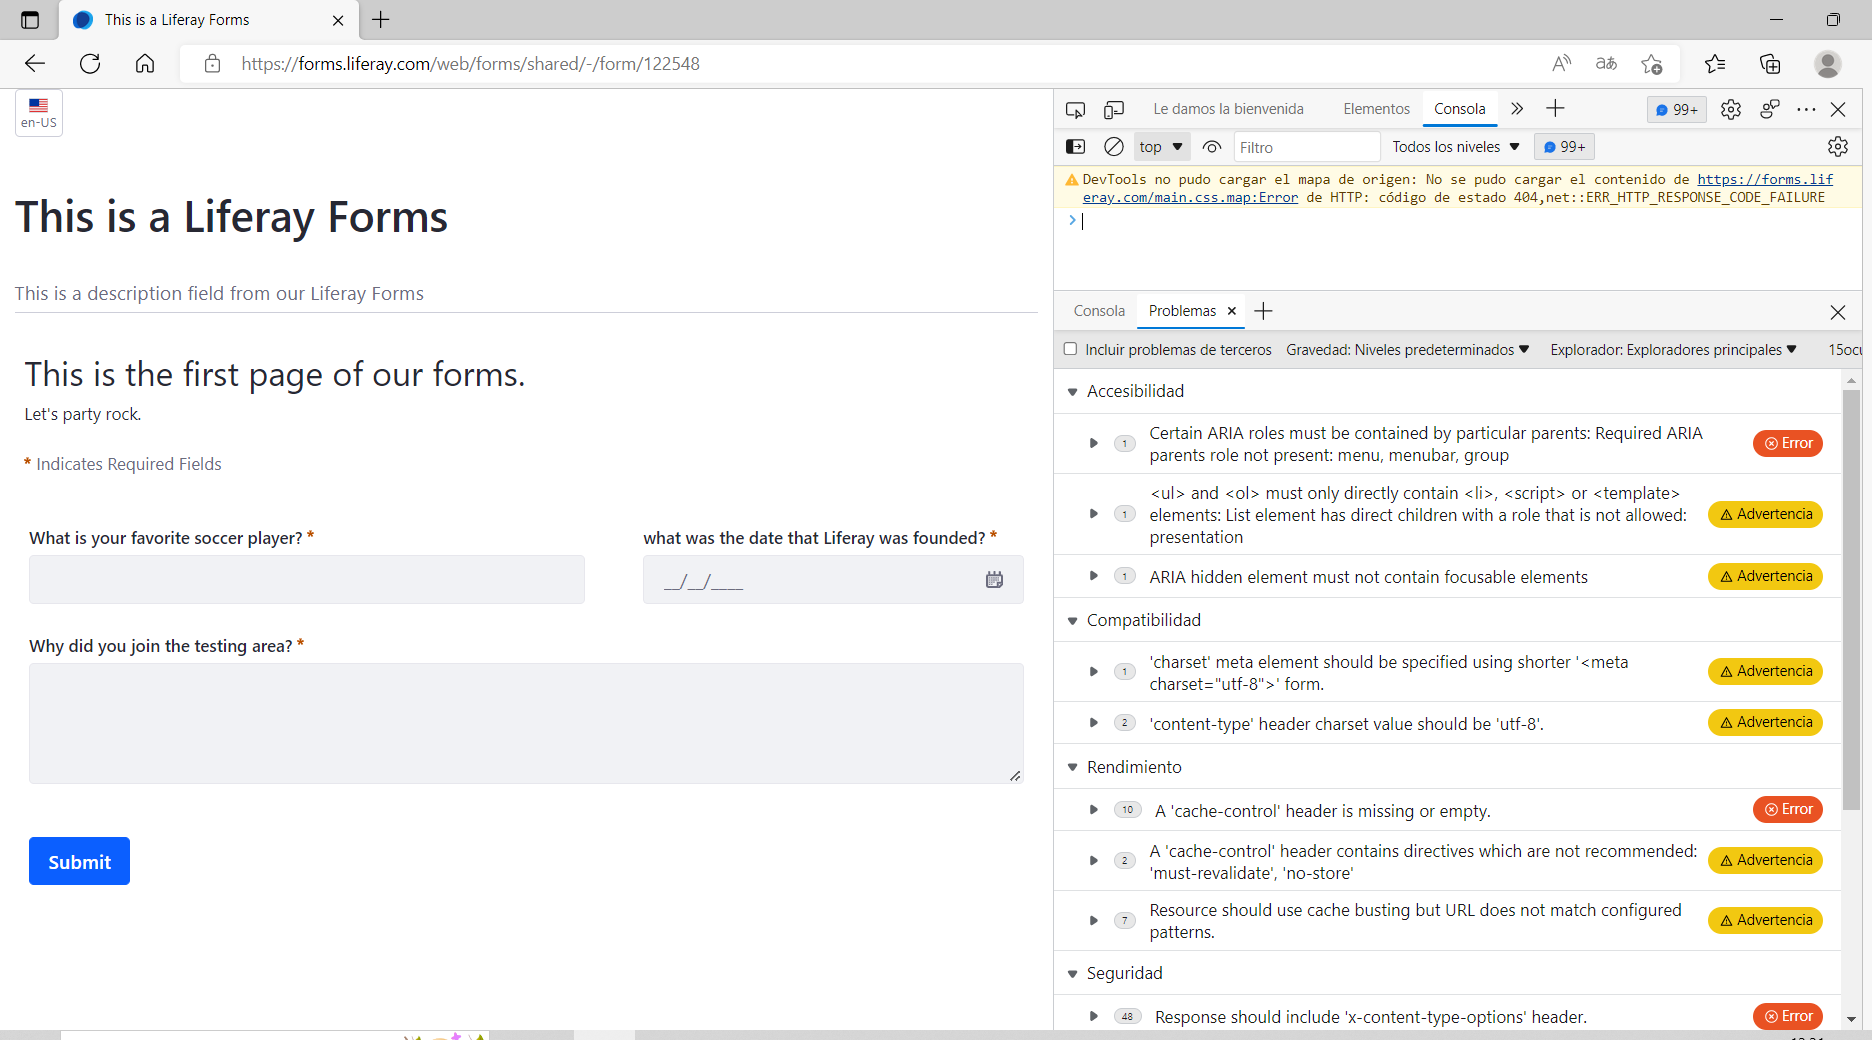 This is a Liferay Forms
https://forms.liferay.com/web/forms/shared/-/form/122548
en-US
This is a Liferay Forms
This is a description field from our Liferay Forms
This is the first page of our forms.
Let's party rock.
* Indicates Required Fields
What is your favorite soccer player? *
what was the date that Liferay was founded? *
__/__/____
Why did you join the testing area? *
Submit
Le damos la bienvenida
Elementos
Consola
99+
top
Filtro
Todos los niveles
99+
DevTools no pudo cargar el mapa de origen: No se pudo cargar el contenido de https://forms.lif
eray.com/main.css.map:Error de HTTP: código de estado 404,net::ERR_HTTP_RESPONSE_CODE_FAILURE
Consola
Problemas
Incluir problemas de terceros
Gravedad: Niveles predeterminados
Explorador: Exploradores principales
15ocu
Accesibilidad
1
Certain ARIA roles must be contained by particular parents: Required ARIA
parents role not present: menu, menubar, group
Error
1
<ul> and <ol> must only directly contain <li>, <script> or <template>
elements: List element has direct children with a role that is not allowed:
presentation
Advertencia
1
ARIA hidden element must not contain focusable elements
Advertencia
Compatibilidad
1
'charset' meta element should be specified using shorter '<meta
charset="utf-8">' form.
Advertencia
2
'content-type' header charset value should be 'utf-8'.
Advertencia
Rendimiento
10
A 'cache-control' header is missing or empty.
Error
2
A 'cache-control' header contains directives which are not recommended:
'must-revalidate', 'no-store'
Advertencia
7
Resource should use cache busting but URL does not match configured
patterns.
Advertencia
Seguridad
48
Response should include 'x-content-type-options' header.
Error